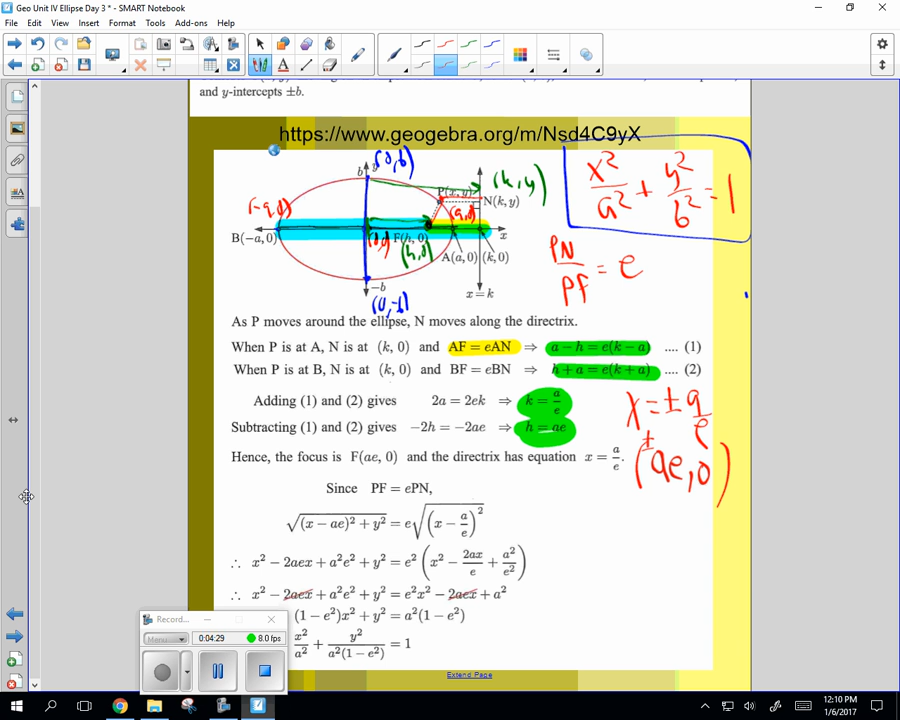 Geo Unit IV Ellipse Day 3 * - SMART Notebook
File Edit View Insert Format Tools Add-ons Help
and y-intercepts ±b.
https://www.geogebra.org/m/Nsd4C9yX
b y (0, b)
(k, y)
P(x, y)
N(k, y)
(-a, 0)
(a, 0)
B(−a, 0)
(0, 0)
F(h, 0)
x
(h, 0)
A(a, 0) (k, 0)
−b
(0, -b)
x = k
x²/a² + y²/b² = 1
PN/PF = e
As P moves around the ellipse, N moves along the directrix.
When P is at A, N is at (k, 0) and AF = eAN ⇒ a − h = e(k − a) .... (1)
When P is at B, N is at (k, 0) and BF = eBN ⇒ h + a = e(k + a) .... (2)
Adding (1) and (2) gives 2a = 2ek ⇒ k = a/e
x = ± a/e
Subtracting (1) and (2) gives −2h = −2ae ⇒ h = ae
(±ae, 0)
Hence, the focus is F(ae, 0) and the directrix has equation x = a/e.
Since PF = ePN,
√((x − ae)² + y²) = e√((x − a/e)²)
∴ x² − 2aex + a²e² + y² = e²(x² − 2ax/e + a²/e²)
∴ x² − 2aex + a²e² + y² = e²x² − 2aex + a²
(1 − e²)x² + y² = a²(1 − e²)
x²/a² + y²/(a²(1 − e²)) = 1
Record...
Menu
0:04:29
8.0 fps
Extend Page
12:10 PM
1/6/2017